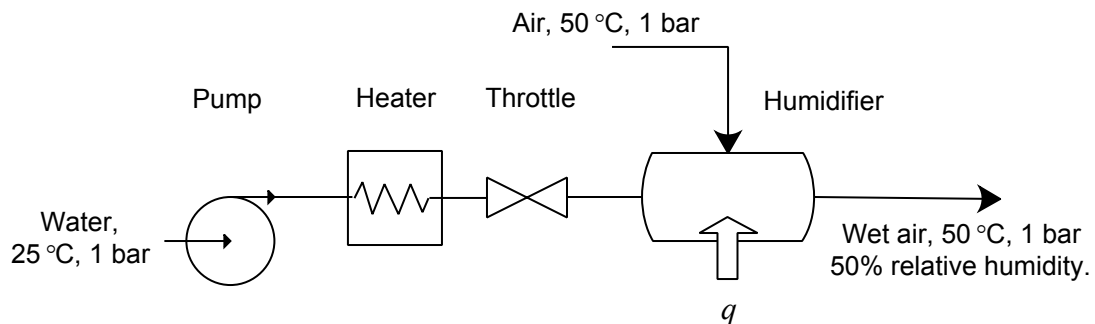 Air, 50 °C, 1 bar
Pump
Heater
Throttle
Humidifier
Water,
25 °C, 1 bar
Wet air, 50 °C, 1 bar
50% relative humidity.
q